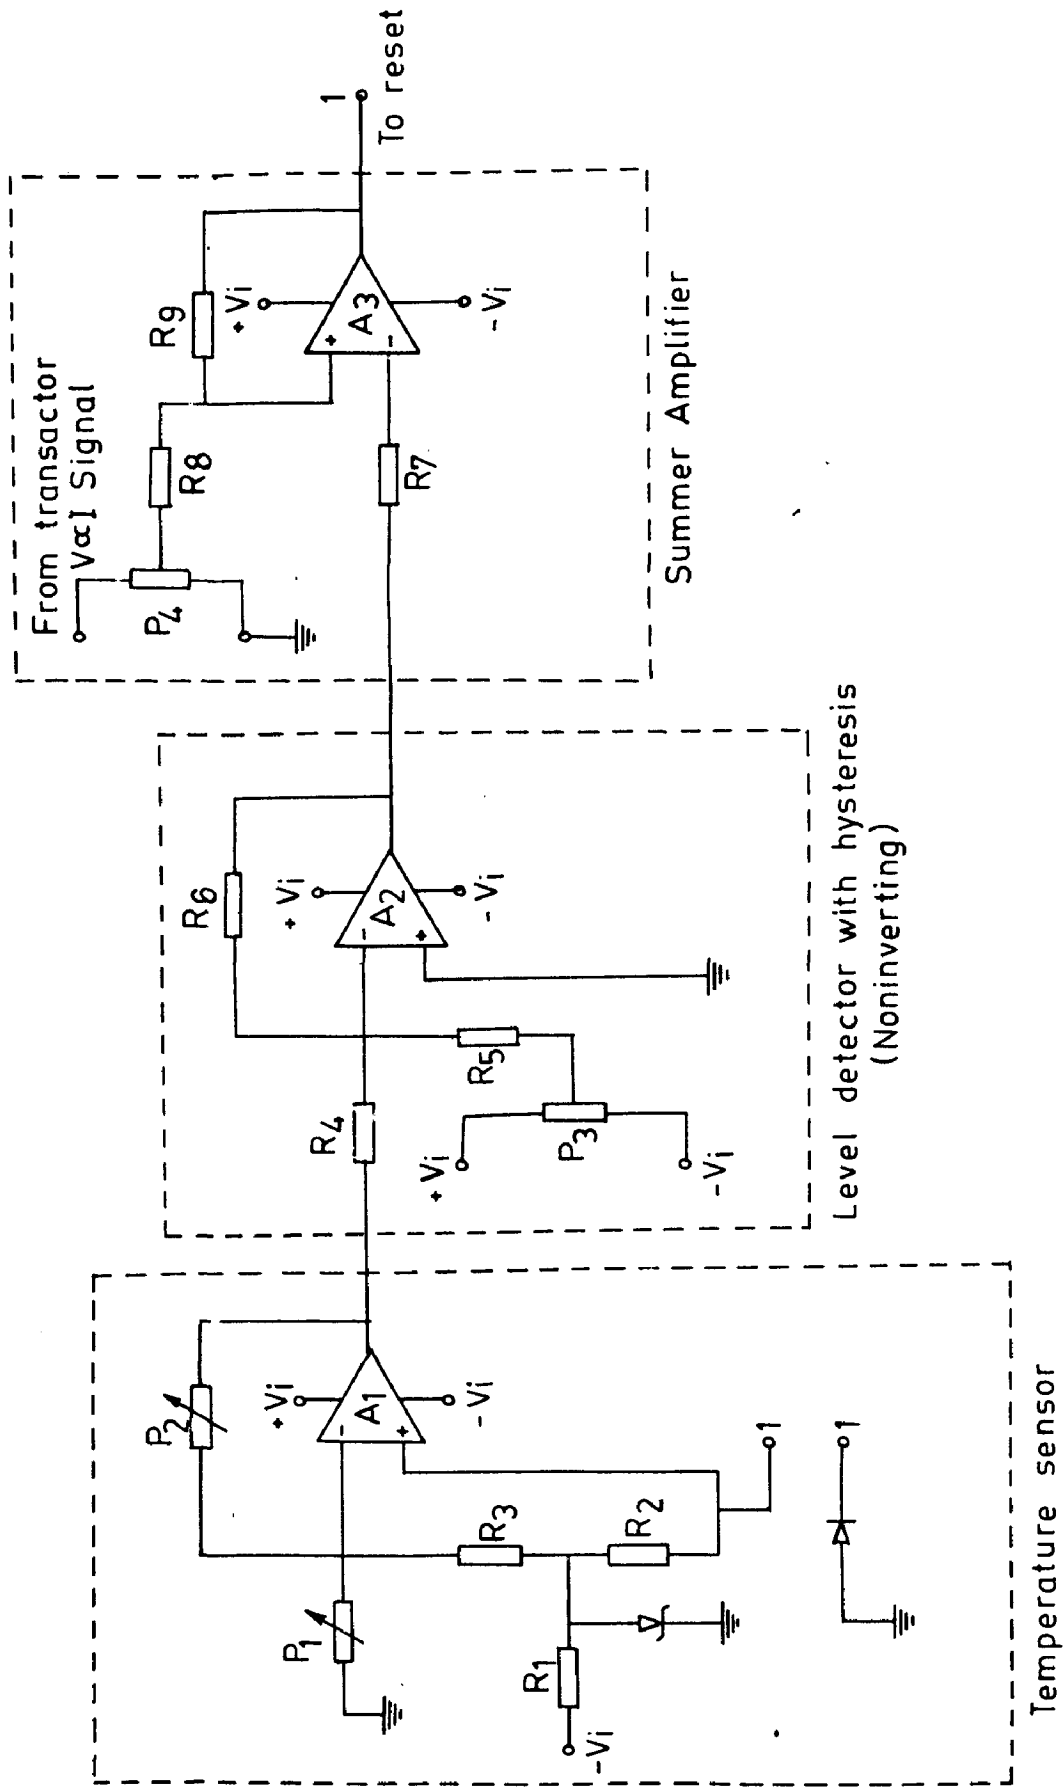 P2
P1
+Vi
A1
-
+
-Vi
R3
R2
R1
-Vi
1
1
Temperature sensor
R6
+Vi
A2
-
+
-Vi
R4
R5
+Vi
P3
-Vi
Level detector with hysteresis
(Noninverting)
From transactor
V∝I Signal
P4
R8
R9
+Vi
A3
+
-
-Vi
R7
1
To reset
Summer Amplifier